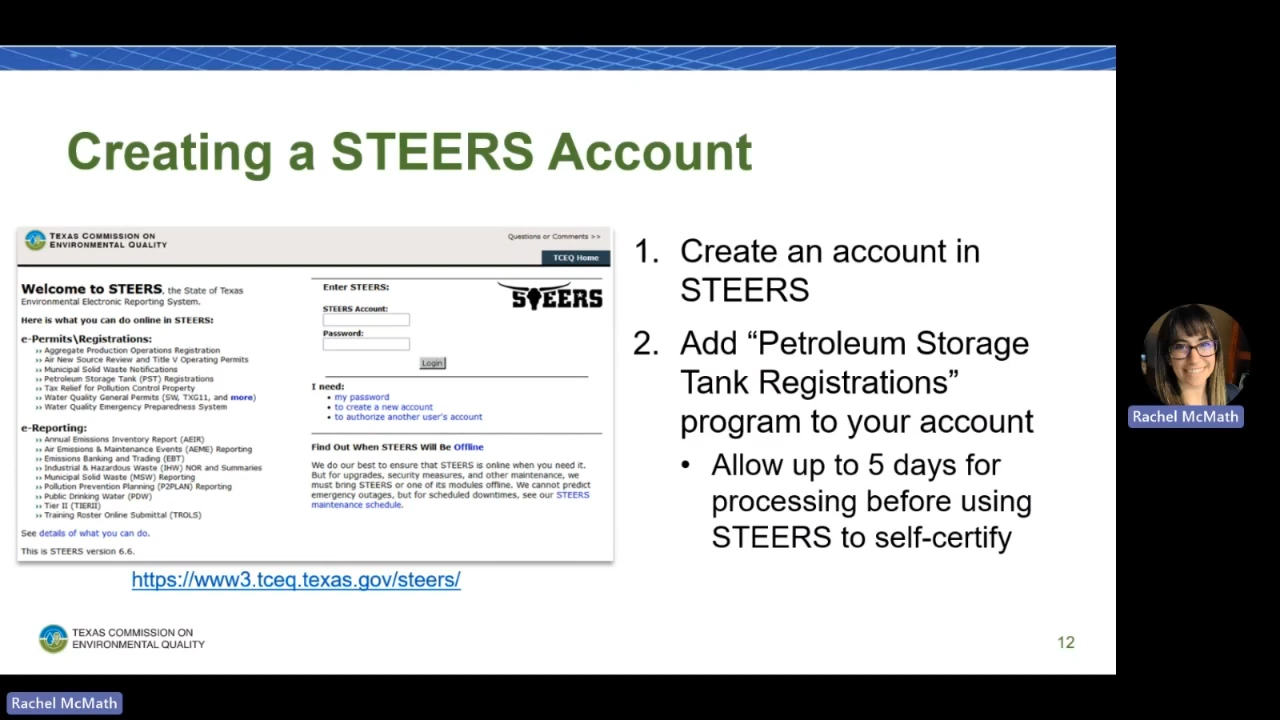 Creating a STEERS Account
TEXAS COMMISSION ON
ENVIRONMENTAL QUALITY
Questions or Comments >>
TCEQ Home
Welcome to STEERS, the State of Texas
Environmental Electronic Reporting System.
Here is what you can do online in STEERS:
e-Permits\Registrations:
›› Aggregate Production Operations Registration
›› Air New Source Review and Title V Operating Permits
›› Municipal Solid Waste Notifications
›› Petroleum Storage Tank (PST) Registrations
›› Tax Relief for Pollution Control Property
›› Water Quality General Permits (SW, TXG11, and more)
›› Water Quality Emergency Preparedness System
e-Reporting:
›› Annual Emissions Inventory Report (AEIR)
›› Air Emissions & Maintenance Events (AEME) Reporting
›› Emissions Banking and Trading (EBT)
›› Industrial & Hazardous Waste (IHW) NOR and Summaries
›› Municipal Solid Waste (MSW) Reporting
›› Pollution Prevention Planning (P2PLAN) Reporting
›› Public Drinking Water (PDW)
›› Tier II (TIERII)
›› Training Roster Online Submittal (TROLS)
See details of what you can do.
This is STEERS version 6.6.
Enter STEERS:
STEERS
STEERS Account:
Password:
Login
I need:
• my password
• to create a new account
• to authorize another user's account
Find Out When STEERS Will Be Offline
We do our best to ensure that STEERS is online when you need it.
But for upgrades, security measures, and other maintenance, we
must bring STEERS or one of its modules offline. We cannot predict
emergency outages, but for scheduled downtimes, see our STEERS
maintenance schedule.
https://www3.tceq.texas.gov/steers/
1. Create an account in
STEERS
2. Add “Petroleum Storage
Tank Registrations”
program to your account
• Allow up to 5 days for
processing before using
STEERS to self-certify
TEXAS COMMISSION ON
ENVIRONMENTAL QUALITY
12
Rachel McMath
Rachel McMath